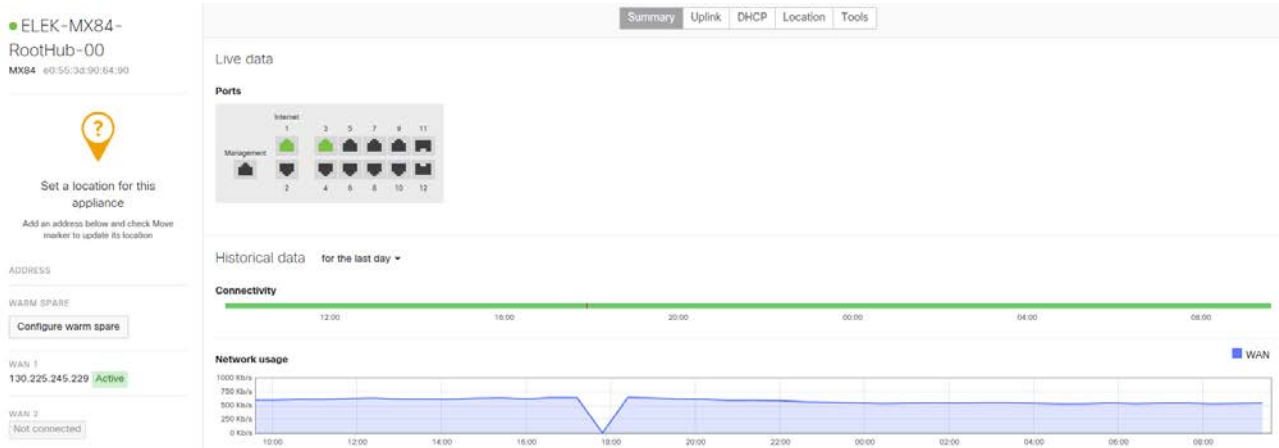 ELEK-MX84-
RootHub-00
MX84 e0:55:3d:90:64:90
?
Set a location for this
appliance
Add an address below and check Move
marker to update its location
ADDRESS
WARM SPARE
Configure warm spare
WAN 1
130.225.245.229 Active
WAN 2
Not connected
Summary Uplink DHCP Location Tools
Live data
Ports
Internet
1 3 5 7 9 11
Management
2 4 6 8 10 12
Historical data for the last day
Connectivity
12:00 16:00 20:00 00:00 04:00 08:00
Network usage WAN
1000 Kb/s
750 Kb/s
500 Kb/s
250 Kb/s
0 Kb/s
10:00 12:00 14:00 16:00 18:00 20:00 22:00 00:00 02:00 04:00 06:00 08:00